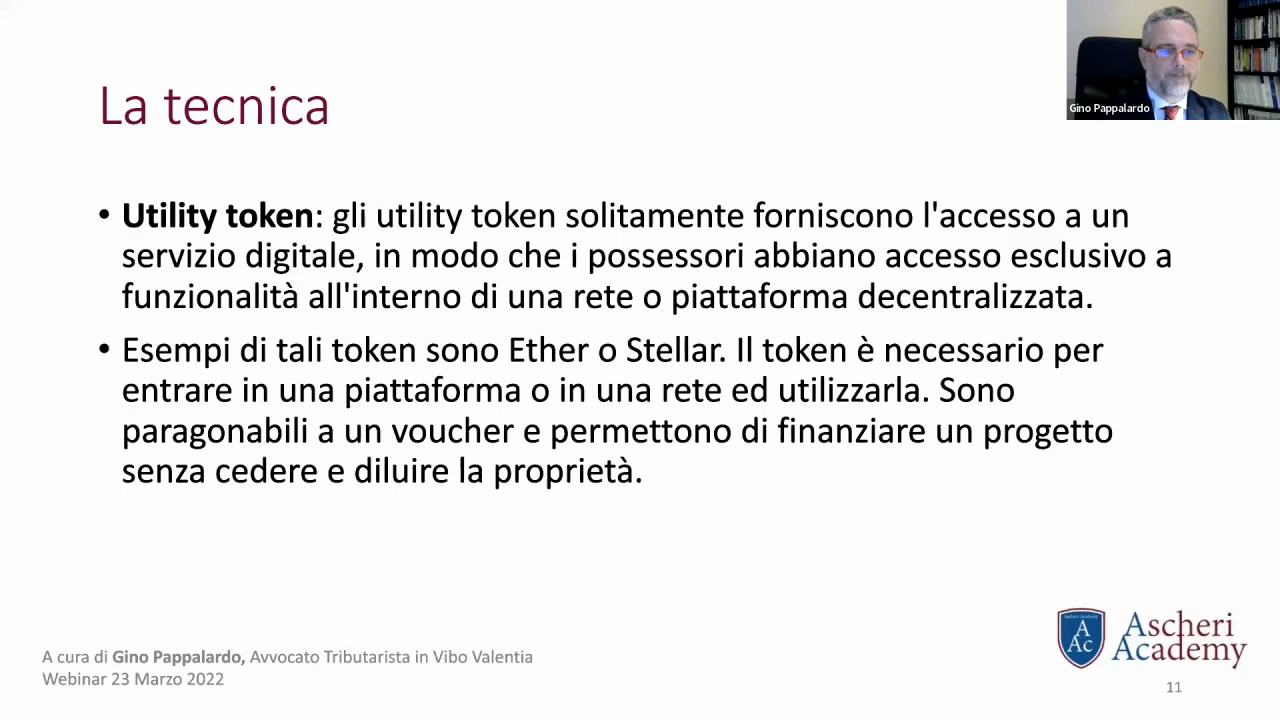 La tecnica
Gino Pappalardo
• Utility token: gli utility token solitamente forniscono l'accesso a un
servizio digitale, in modo che i possessori abbiano accesso esclusivo a
funzionalità all'interno di una rete o piattaforma decentralizzata.
• Esempi di tali token sono Ether o Stellar. Il token è necessario per
entrare in una piattaforma o in una rete ed utilizzarla. Sono
paragonabili a un voucher e permettono di finanziare un progetto
senza cedere e diluire la proprietà.
A cura di Gino Pappalardo, Avvocato Tributarista in Vibo Valentia
Webinar 23 Marzo 2022
A
Ac
Ascheri
Academy
11